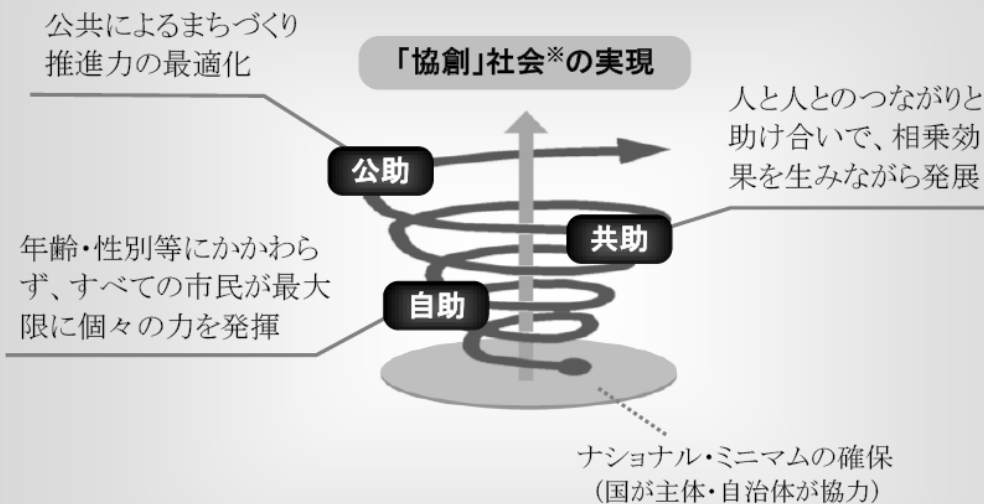 公共によるまちづくり
推進力の最適化
「協創」社会※の実現
人と人とのつながりと
助け合いで、相乗効
果を生みながら発展
公助
共助
年齢・性別等にかかわら
ず、すべての市民が最大
限に個々の力を発揮
自助
ナショナル・ミニマムの確保
(国が主体・自治体が協力)